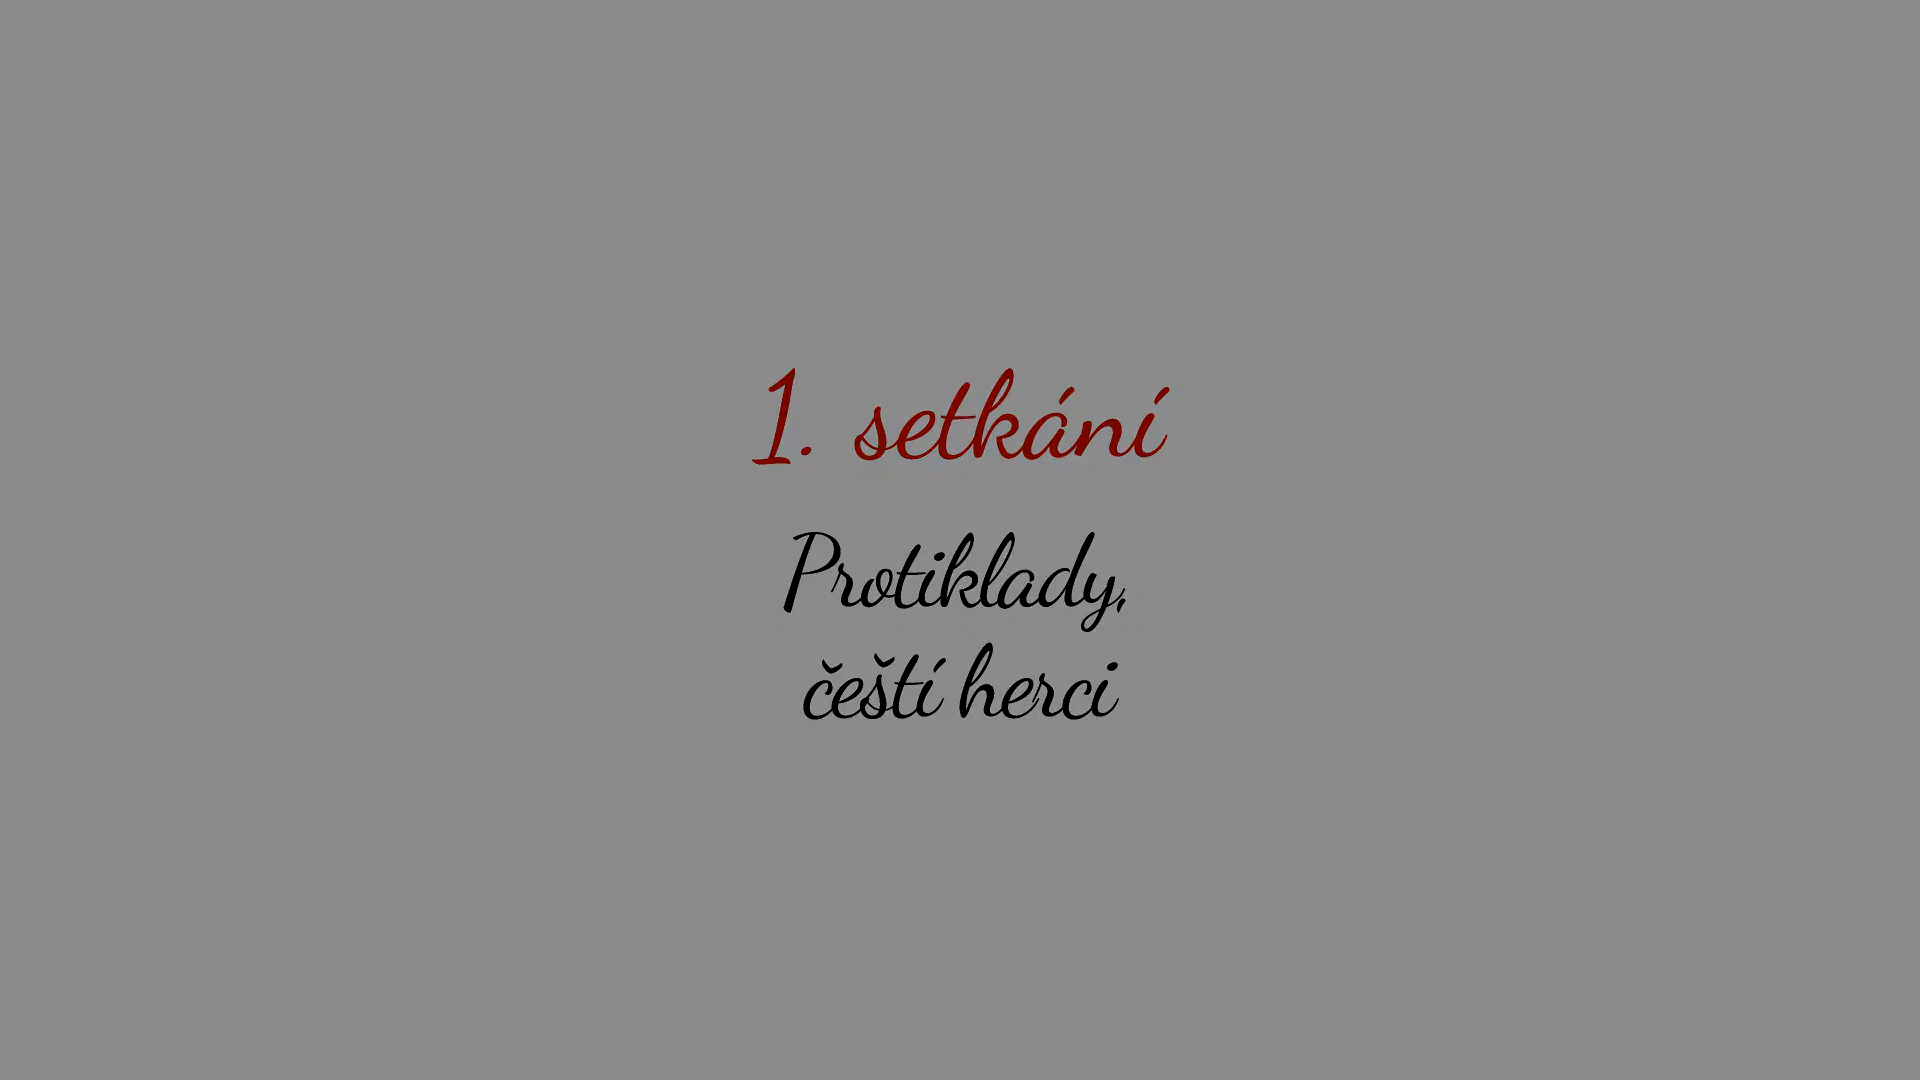 1. setkání
Protiklady,
čeští herci